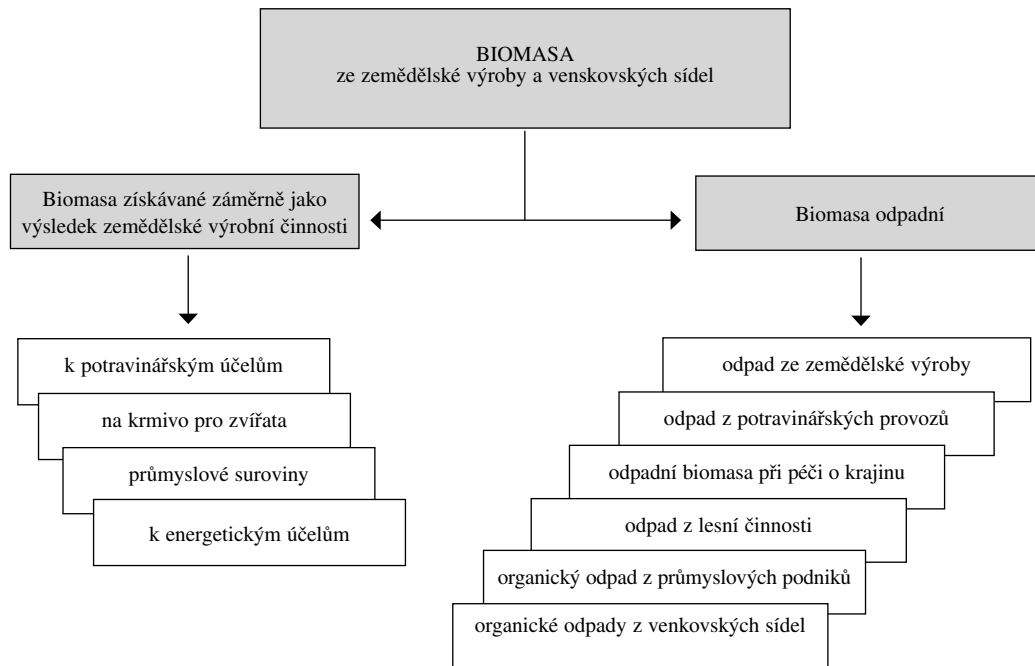 BIOMASA
ze zemědělské výroby a venskovských sídel
Biomasa získávané záměrně jako
výsledek zemědělské výrobní činnosti
Biomasa odpadní
k potravinářským účelům
na krmivo pro zvířata
průmyslové suroviny
k energetickým účelům
odpad ze zemědělské výroby
odpad z potravinářských provozů
odpadní biomasa při péči o krajinu
odpad z lesní činnosti
organický odpad z průmyslových podniků
organické odpady z venkovských sídel